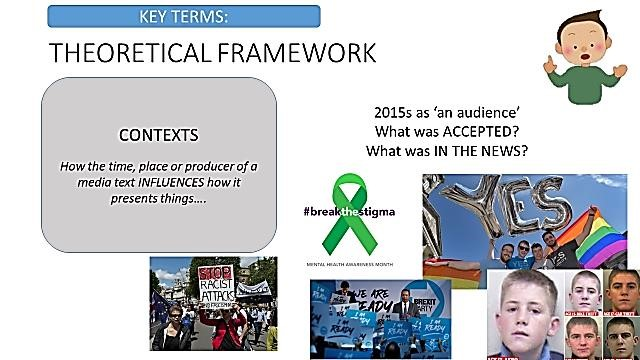 KEY TERMS:
THEORETICAL FRAMEWORK
CONTEXTS
How the time, place or producer of a
media text INFLUENCES how it
presents things....
2015s as ‘an audience’
What was ACCEPTED?
What was IN THE NEWS?
#breakthestigma
MENTAL HEALTH AWARENESS MONTH
YES
STOP
RACIST
ATTACKS
WE ARE
READY
BREXIT
PARTY
I'M
READY